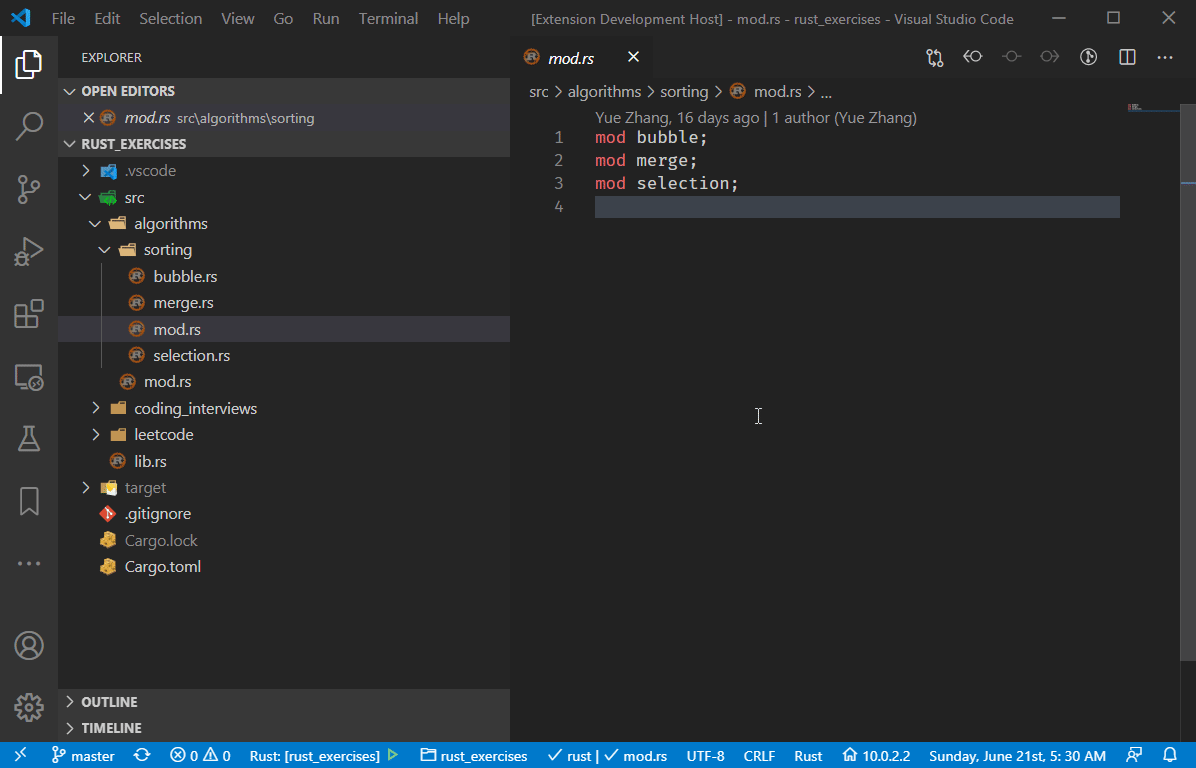 File Edit Selection View Go Run Terminal Help [Extension Development Host] - mod.rs - rust_exercises - Visual Studio Code
EXPLORER
OPEN EDITORS
mod.rs src\algorithms\sorting
RUST_EXERCISES
.vscode
src
algorithms
sorting
bubble.rs
merge.rs
mod.rs
selection.rs
mod.rs
coding_interviews
leetcode
lib.rs
target
.gitignore
Cargo.lock
Cargo.toml
OUTLINE
TIMELINE
mod.rs
src > algorithms > sorting > mod.rs > ...
Yue Zhang, 16 days ago | 1 author (Yue Zhang)
1 mod bubble;
2 mod merge;
3 mod selection;
4
master 0 0 Rust: [rust_exercises] rust_exercises rust | mod.rs UTF-8 CRLF Rust 10.0.2.2 Sunday, June 21st, 5: 30 AM